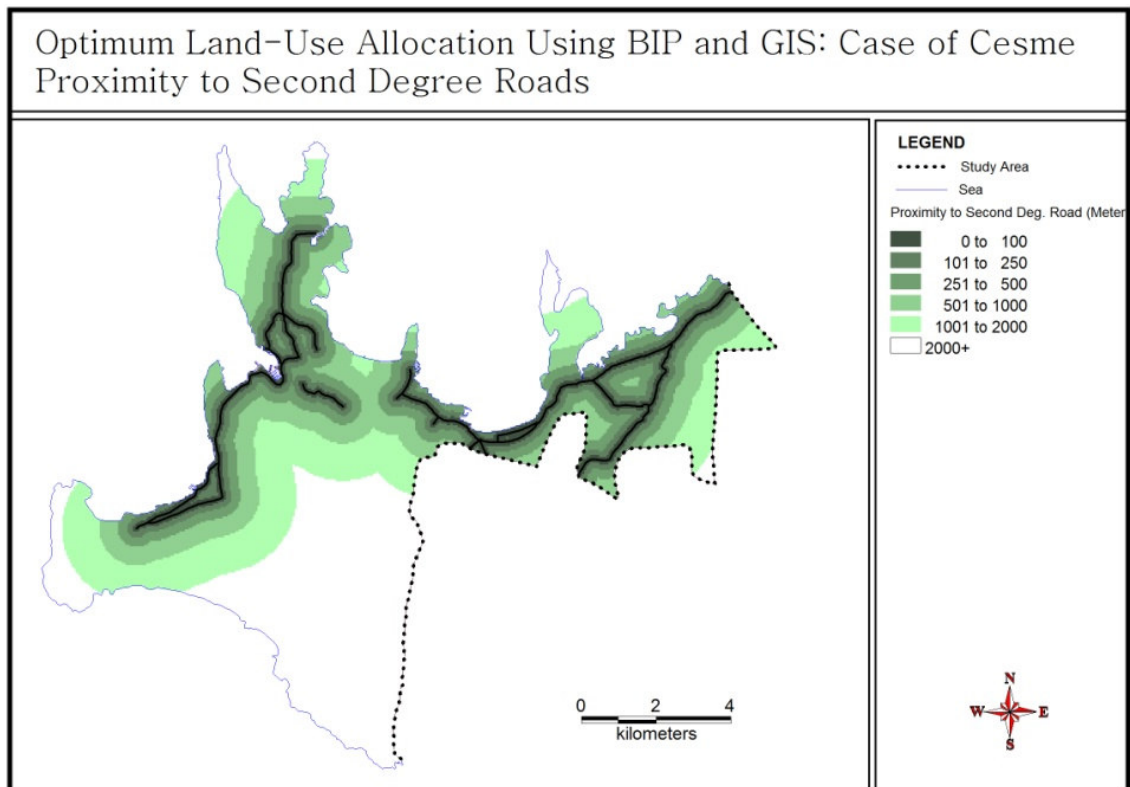 Optimum Land-Use Allocation Using BIP and GIS: Case of Cesme
Proximity to Second Degree Roads
LEGEND
Study Area
Sea
Proximity to Second Deg. Road (Meter
0 to 100
101 to 250
251 to 500
501 to 1000
1001 to 2000
2000+
N
W E
S
0 2 4
kilometers